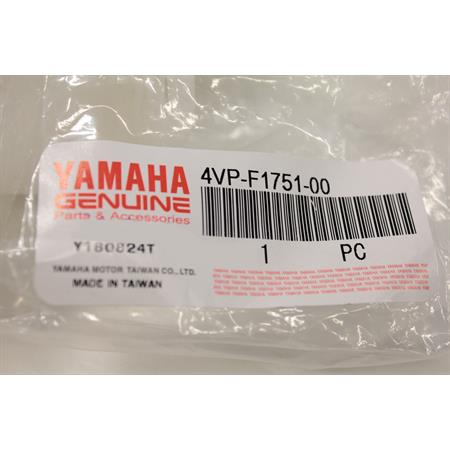 YAMAHA
GENUINE
Parts & Accessories
Y180824T
YAMAHA MOTOR TAIWAN CO., LTD.
MADE IN TAIWAN
4VP-F1751-00
1 PC